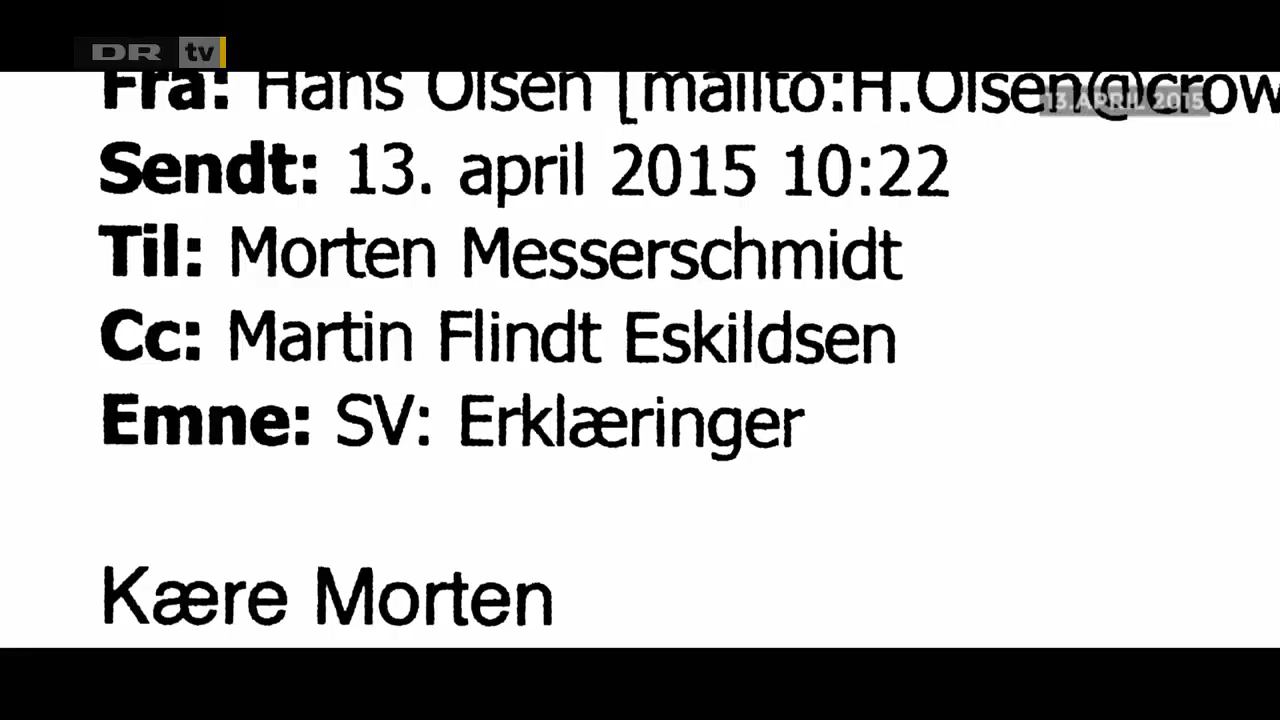 DR tv
Fra: Hans Olsen [mailto:H.Olsen@crow
13. APRIL 2015
Sendt: 13. april 2015 10:22
Til: Morten Messerschmidt
Cc: Martin Flindt Eskildsen
Emne: SV: Erklæringer
Kære Morten